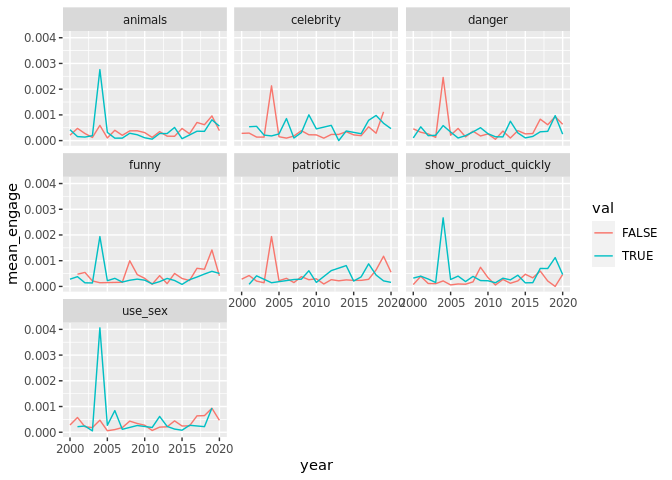 animals celebrity danger
0.004
0.003
0.002
0.001
0.000
funny patriotic show_product_quickly
0.004
0.003
0.002
0.001
0.000
2000 2005 2010 2015 2020 2000 2005 2010 2015 2020
use_sex
0.004
0.003
0.002
0.001
0.000
2000 2005 2010 2015 2020
year
mean_engage
val
FALSE
TRUE